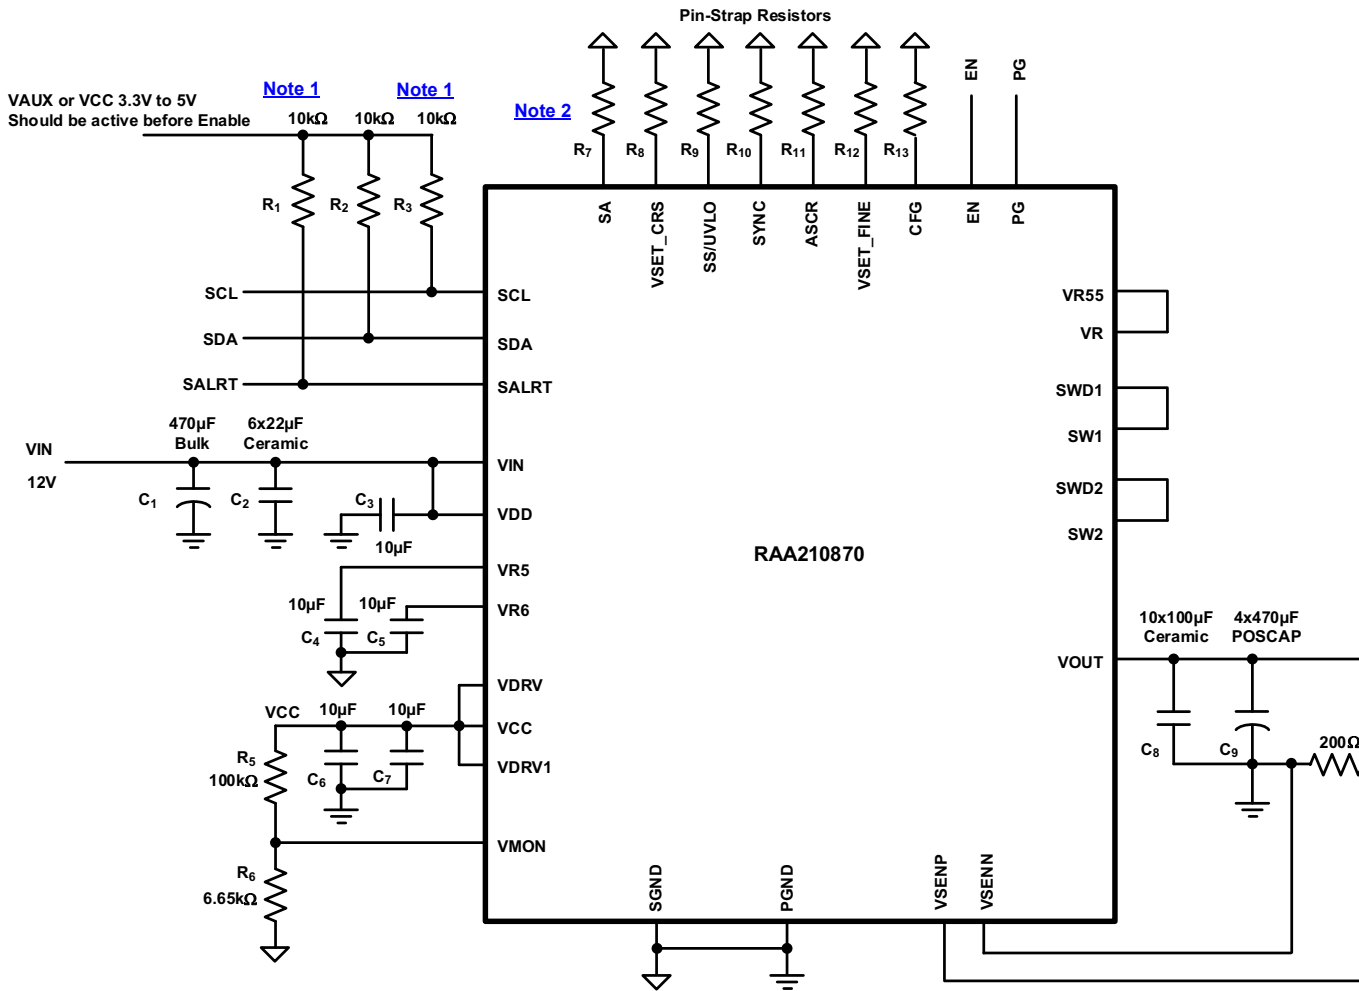 Pin-Strap Resistors
Note 1
Note 1
VAUX or VCC 3.3V to 5V
Should be active before Enable
10kΩ
10kΩ
10kΩ
Note 2
EN
PG
R7
R8
R9
R10
R11
R12
R13
R1
R2
R3
SA
VSET_CRS
SS/UVLO
SYNC
ASCR
VSET_FINE
CFG
EN
PG
SCL
SCL
SDA
SDA
SALRT
SALRT
VR55
VR
SWD1
SW1
SWD2
SW2
470µF
Bulk
6x22µF
Ceramic
VIN
12V
VIN
C1
C2
C3
10µF
VDD
RAA210870
VR5
10µF
10µF
VR6
C4
C5
10x100µF
Ceramic
4x470µF
POSCAP
VOUT
VDRV
VCC
10µF
10µF
VCC
VDRV1
R5
100kΩ
C6
C7
C8
C9
200Ω
VMON
R6
6.65kΩ
SGND
PGND
VSENP
VSENN